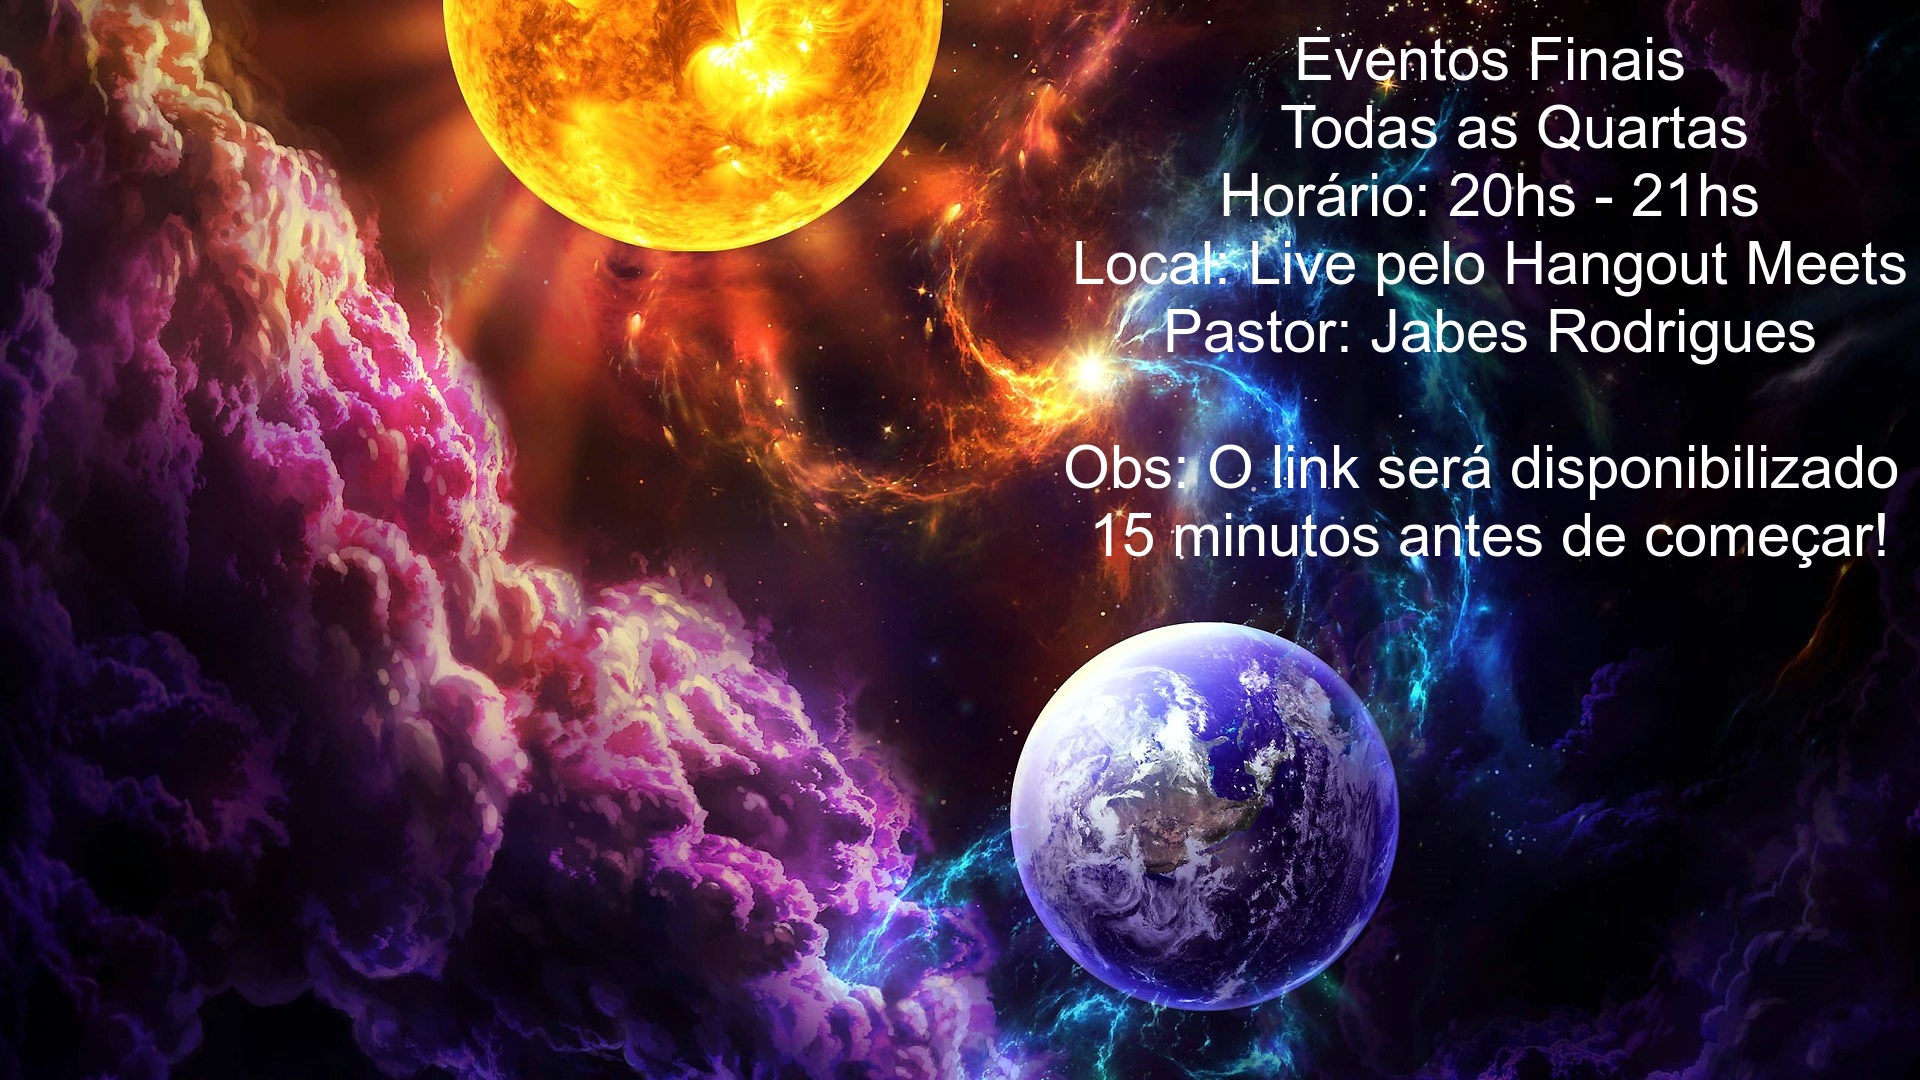 Eventos Finais
Todas as Quartas
Horário: 20hs - 21hs
Local: Live pelo Hangout Meets
Pastor: Jabes Rodrigues
Obs: O link será disponibilizado
15 minutos antes de começar!